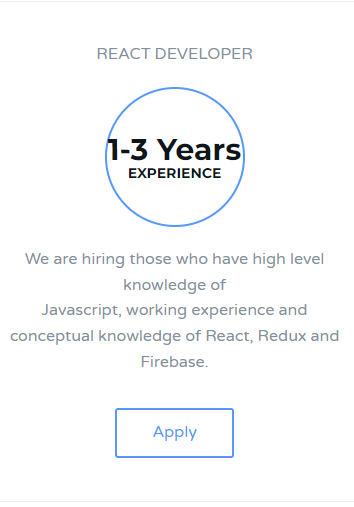 REACT DEVELOPER
1-3 Years
EXPERIENCE
We are hiring those who have high level
knowledge of
Javascript, working experience and
conceptual knowledge of React, Redux and
Firebase.
Apply